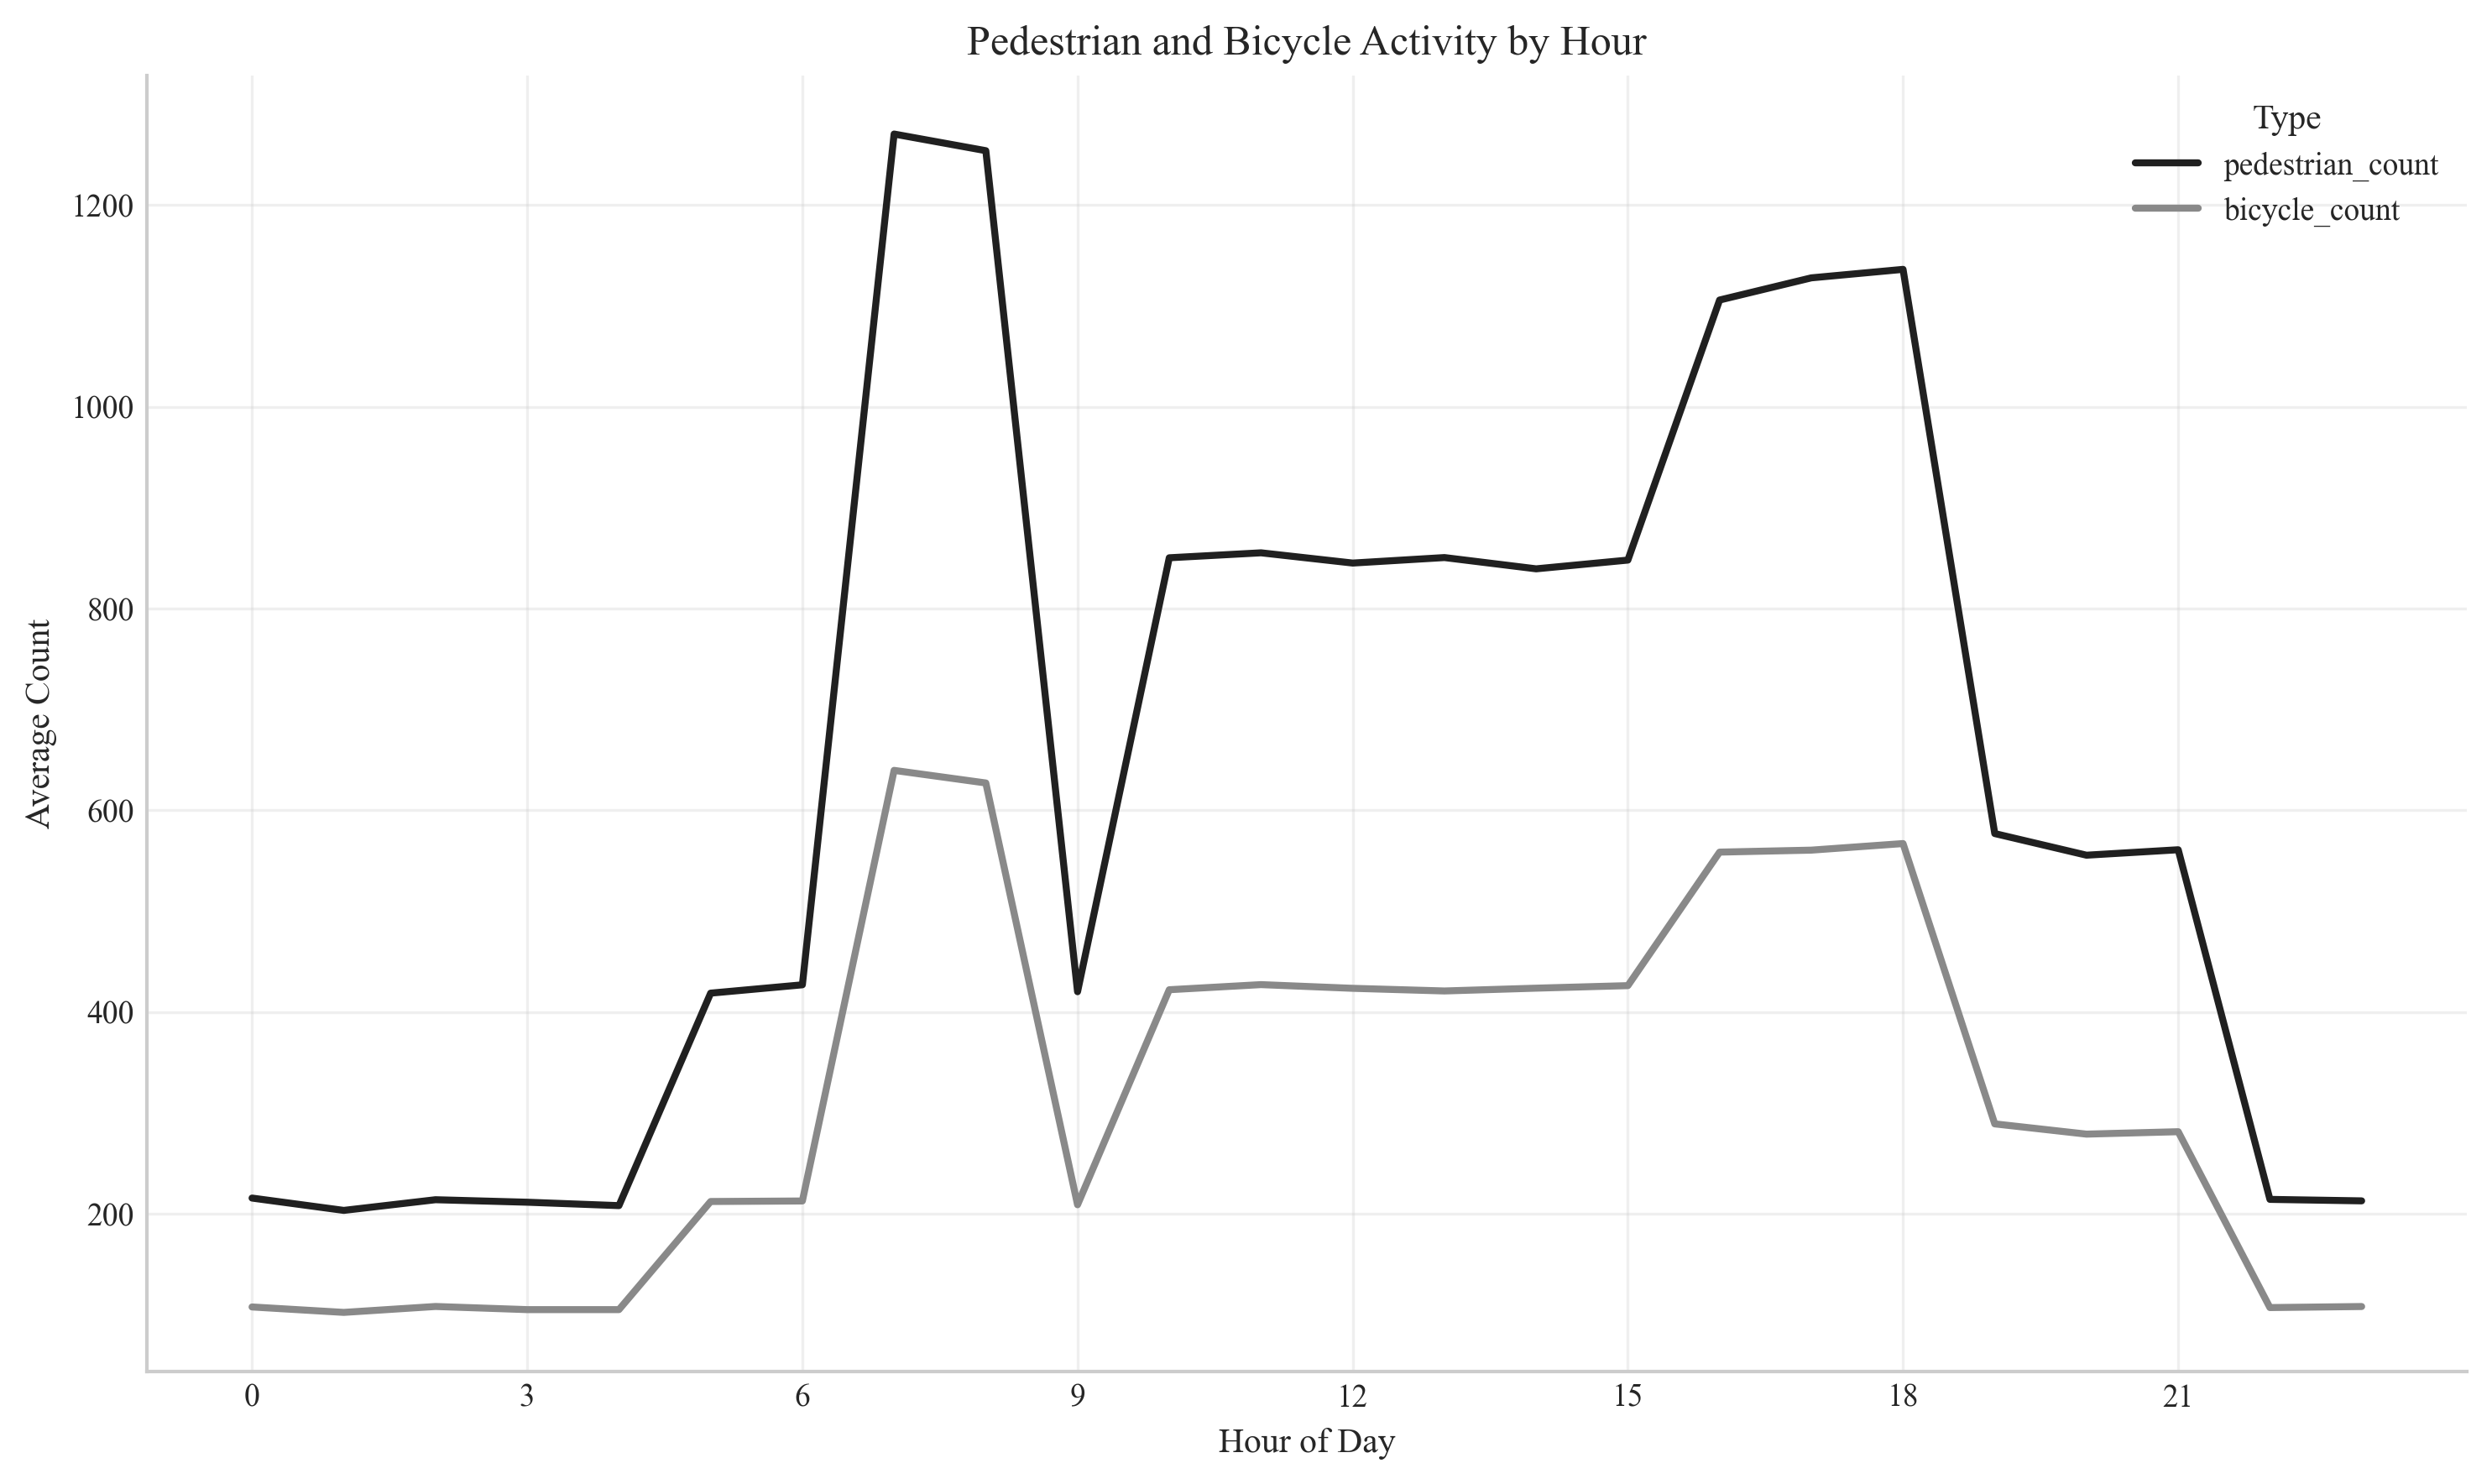 Pedestrian and Bicycle Activity by Hour
Type
pedestrian_count
bicycle_count
1200
1000
800
600
400
200
Average Count
0 3 6 9 12 15 18 21
Hour of Day